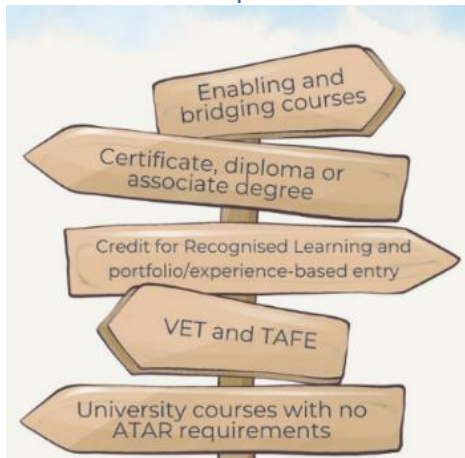 Enabling and
bridging courses
Certificate, diploma or
associate degree
Credit for Recognised Learning and
portfolio/experience-based entry
VET and TAFE
University courses with no
ATAR requirements